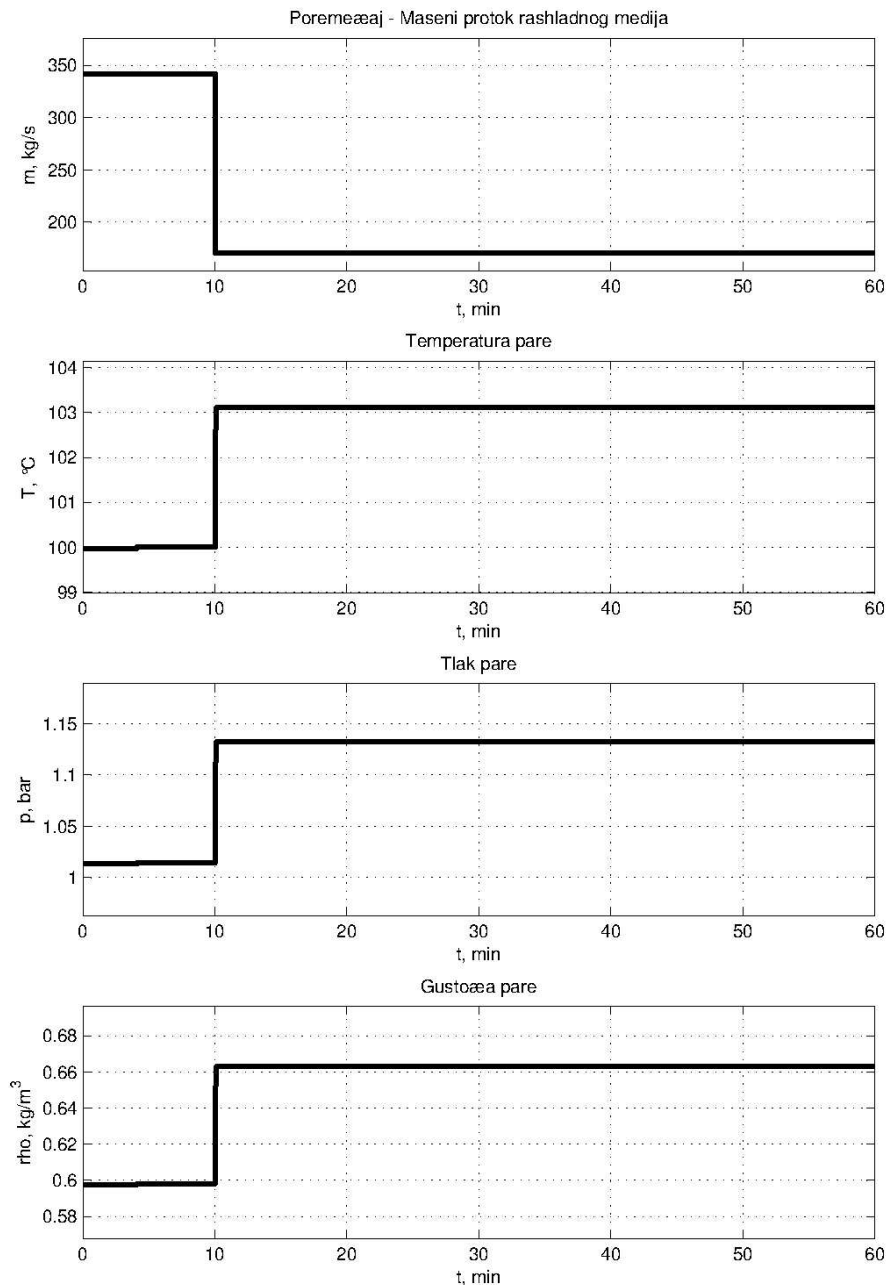 Poremeæaj - Maseni protok rashladnog medija
350
300
250
200
m, kg/s
0 10 20 30 40 50 60
t, min
Temperatura pare
104
103
102
101
100
99
T, °C
0 10 20 30 40 50 60
t, min
Tlak pare
1.15
1.1
1.05
1
p, bar
0 10 20 30 40 50 60
t, min
Gustoæa pare
0.68
0.66
0.64
0.62
0.6
0.58
rho, kg/m³
0 10 20 30 40 50 60
t, min